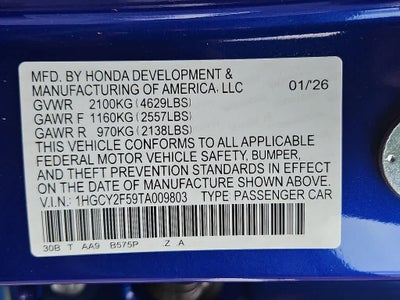 MFD. BY HONDA DEVELOPMENT &
MANUFACTURING OF AMERICA, LLC 01/'26
GVWR 2100KG (4629LBS)
GAWR F 1160KG (2557LBS)
GAWR R 970KG (2138LBS)
THIS VEHICLE CONFORMS TO ALL APPLICABLE
FEDERAL MOTOR VEHICLE SAFETY, BUMPER,
AND THEFT PREVENTION STANDARDS IN EFFECT
ON THE DATE OF MANUFACTURE SHOWN ABOVE.
V.I.N.: 1HGCY2F59TA009803 TYPE PASSENGER CAR
30B T AA9 B575P .Z A